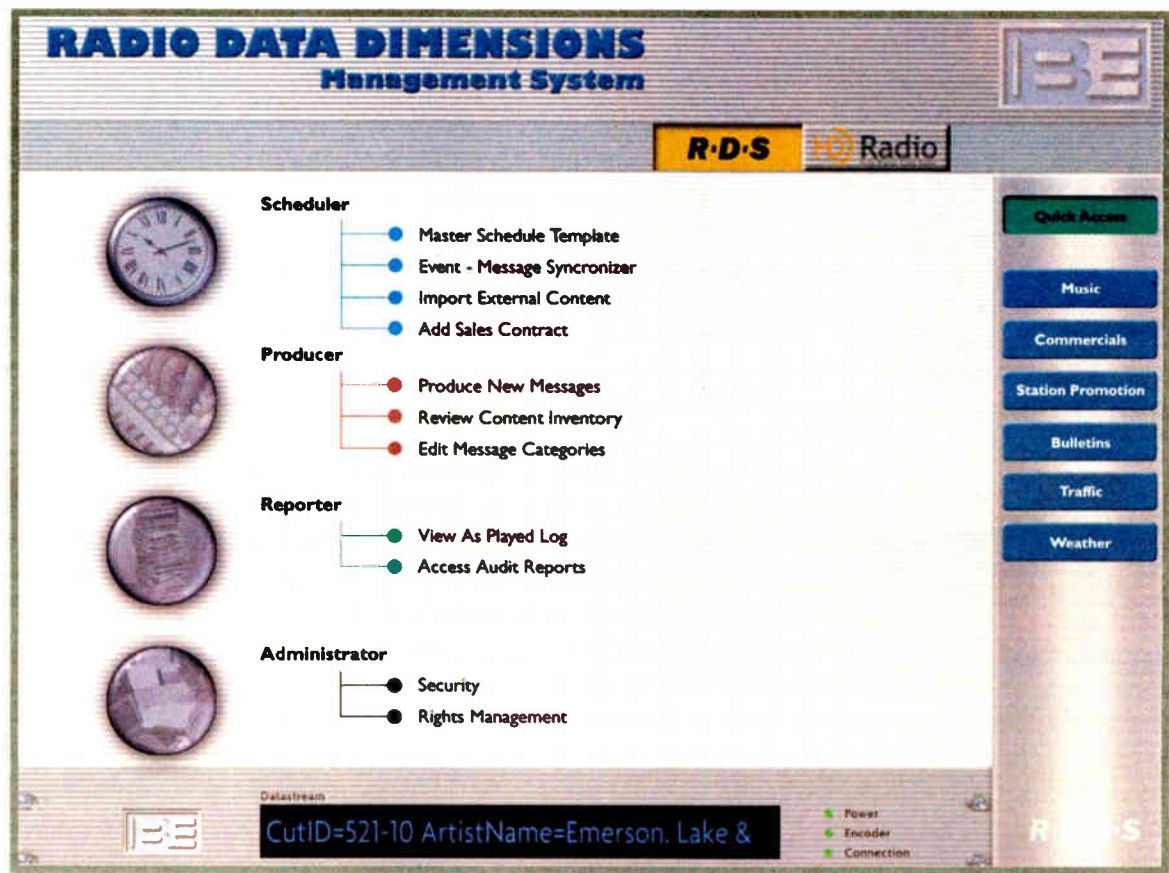 RADIO DATA DIMENSIONS
Management System
BE
R·D·S
HD Radio
Scheduler
Master Schedule Template
Event - Message Syncronizer
Import External Content
Add Sales Contract
Producer
Produce New Messages
Review Content Inventory
Edit Message Categories
Reporter
View As Played Log
Access Audit Reports
Administrator
Security
Rights Management
Quick Access
Music
Commercials
Station Promotion
Bulletins
Traffic
Weather
Datastream
BE
CutID=521-10 ArtistName=Emerson. Lake &
Power
Encoder
Connection
R·D·S